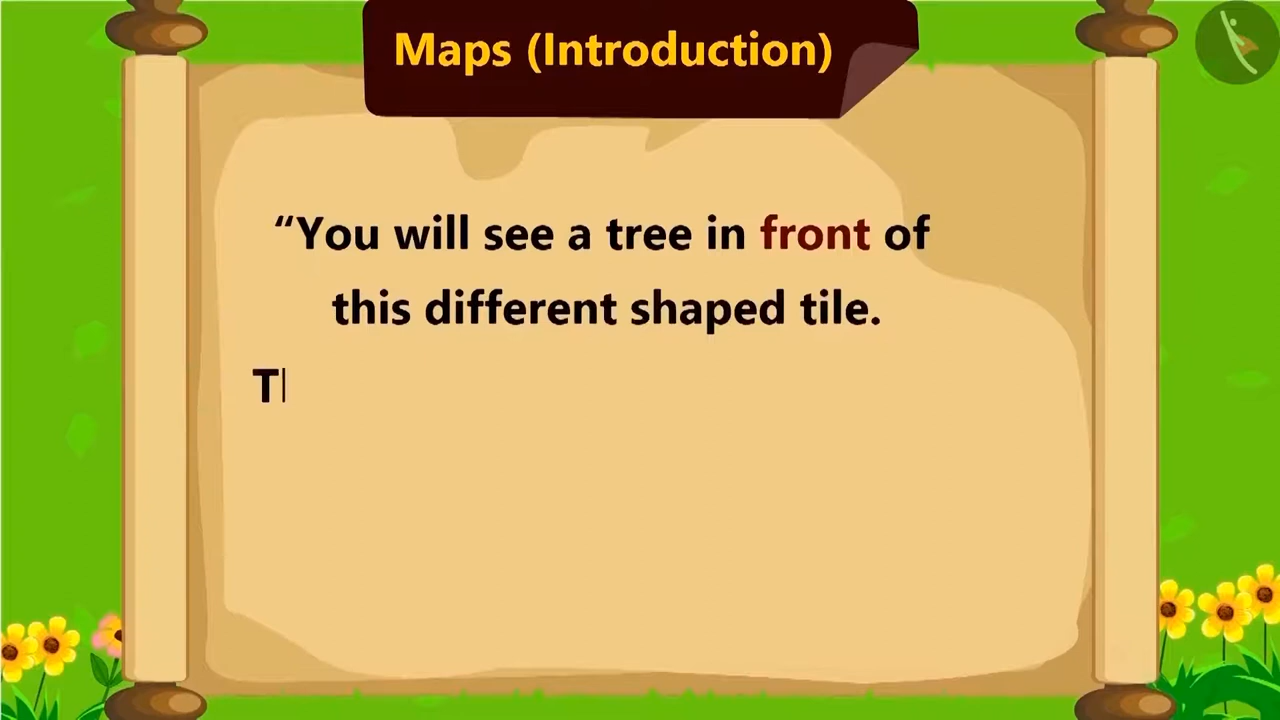 Maps (Introduction)
“You will see a tree in front of
this different shaped tile.
T